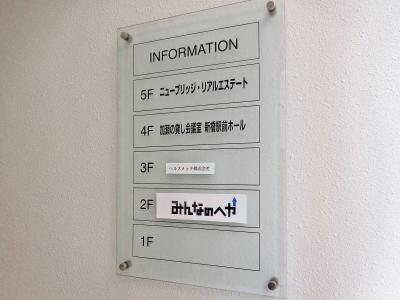 INFORMATION
5F ニューブリッジ・リアルエステート
4F 加瀬の貸し会議室 新橋駅前ホール
3F ヘルスメッド株式会社
2F みんなのへや
1F